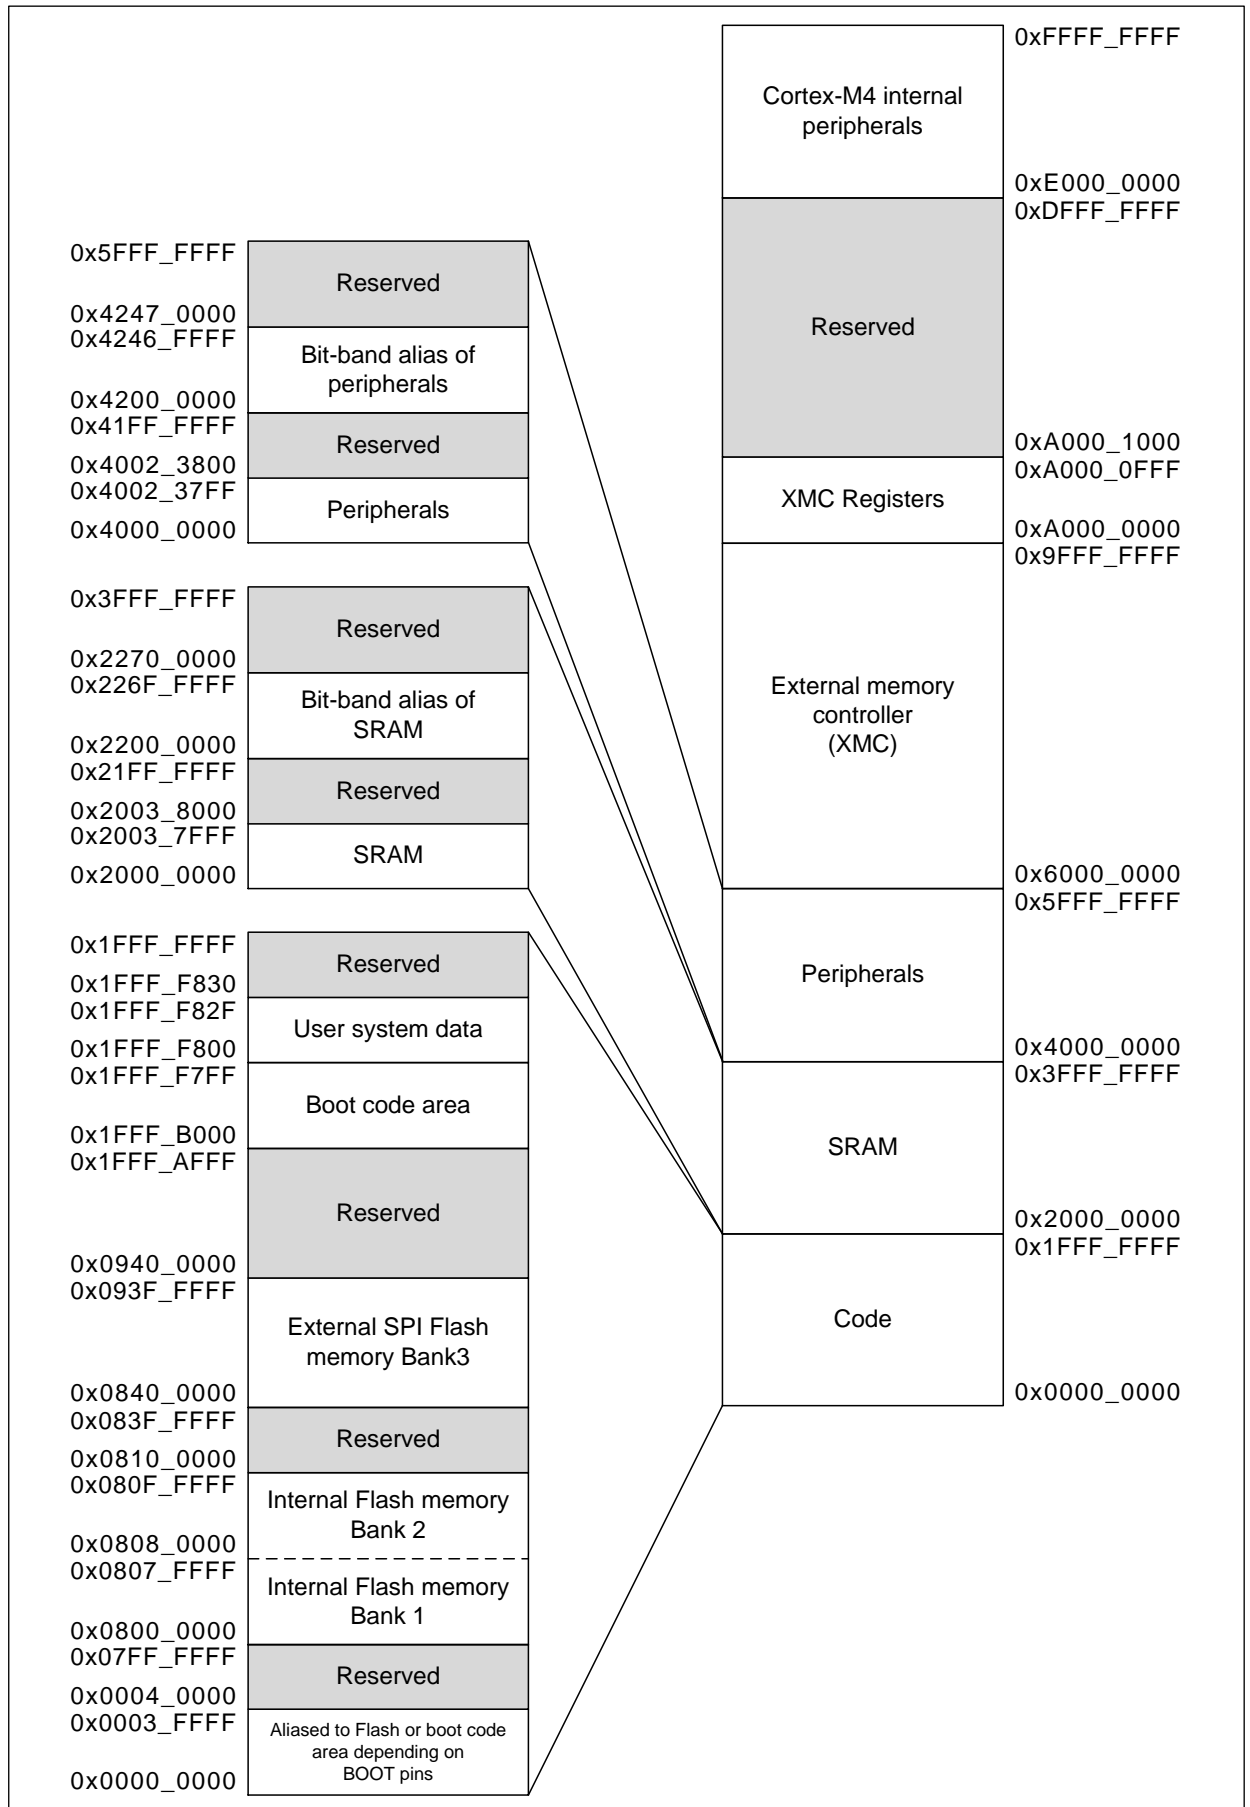 0xFFFF_FFFF
Cortex-M4 internal
peripherals
0xE000_0000
0xDFFF_FFFF
Reserved
0xA000_1000
0xA000_0FFF
XMC Registers
0xA000_0000
0x9FFF_FFFF
External memory
controller
(XMC)
0x6000_0000
0x5FFF_FFFF
Peripherals
0x4000_0000
0x3FFF_FFFF
SRAM
0x2000_0000
0x1FFF_FFFF
Code
0x0000_0000
0x5FFF_FFFF
Reserved
0x4247_0000
0x4246_FFFF
Bit-band alias of
peripherals
0x4200_0000
0x41FF_FFFF
Reserved
0x4002_3800
0x4002_37FF
Peripherals
0x4000_0000
0x3FFF_FFFF
Reserved
0x2270_0000
0x226F_FFFF
Bit-band alias of
SRAM
0x2200_0000
0x21FF_FFFF
Reserved
0x2003_8000
0x2003_7FFF
SRAM
0x2000_0000
0x1FFF_FFFF
Reserved
0x1FFF_F830
0x1FFF_F82F
User system data
0x1FFF_F800
0x1FFF_F7FF
Boot code area
0x1FFF_B000
0x1FFF_AFFF
Reserved
0x0940_0000
0x093F_FFFF
External SPI Flash
memory Bank3
0x0840_0000
0x083F_FFFF
Reserved
0x0810_0000
0x080F_FFFF
Internal Flash memory
Bank 2
0x0808_0000
0x0807_FFFF
Internal Flash memory
Bank 1
0x0800_0000
0x07FF_FFFF
Reserved
0x0004_0000
0x0003_FFFF
Aliased to Flash or boot code
area depending on
BOOT pins
0x0000_0000